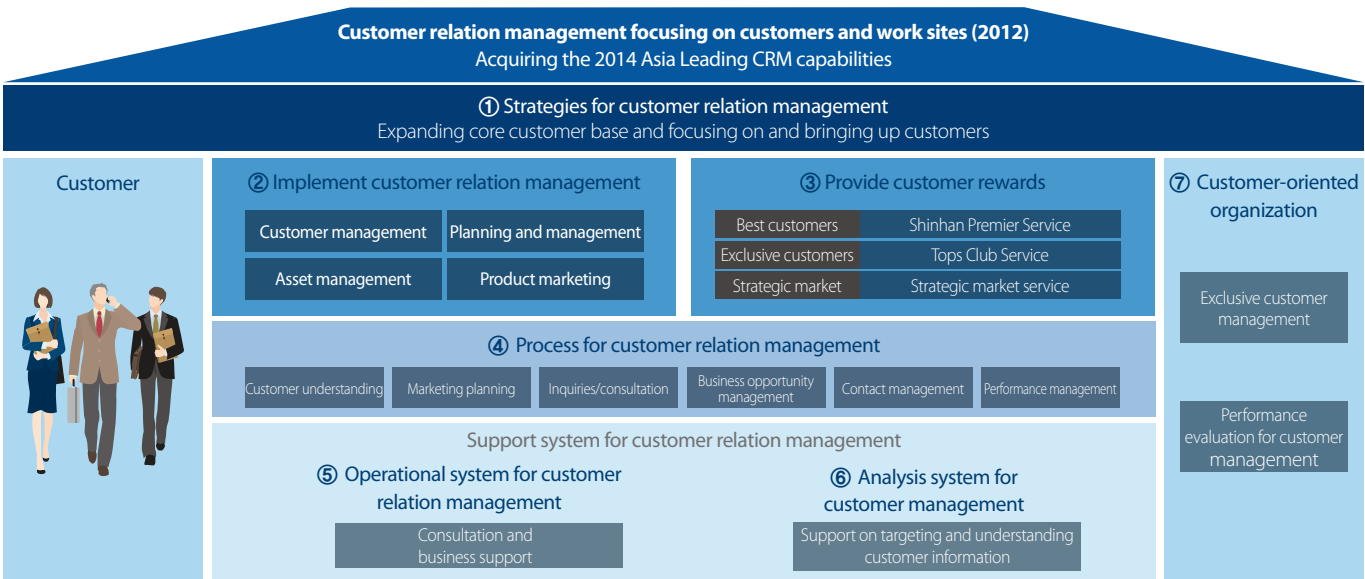 Customer relation management focusing on customers and work sites (2012)
Acquiring the 2014 Asia Leading CRM capabilities
① Strategies for customer relation management
Expanding core customer base and focusing on and bringing up customers
Customer
② Implement customer relation management
Customer management
Planning and management
Asset management
Product marketing
③ Provide customer rewards
Best customers
Shinhan Premier Service
Exclusive customers
Tops Club Service
Strategic market
Strategic market service
④ Process for customer relation management
Customer understanding
Marketing planning
Inquiries/consultation
Business opportunity
management
Contact management
Performance management
Support system for customer relation management
⑤ Operational system for customer
relation management
Consultation and
business support
⑥ Analysis system for
customer management
Support on targeting and understanding
customer information
⑦ Customer-oriented
organization
Exclusive customer
management
Performance
evaluation for customer
management